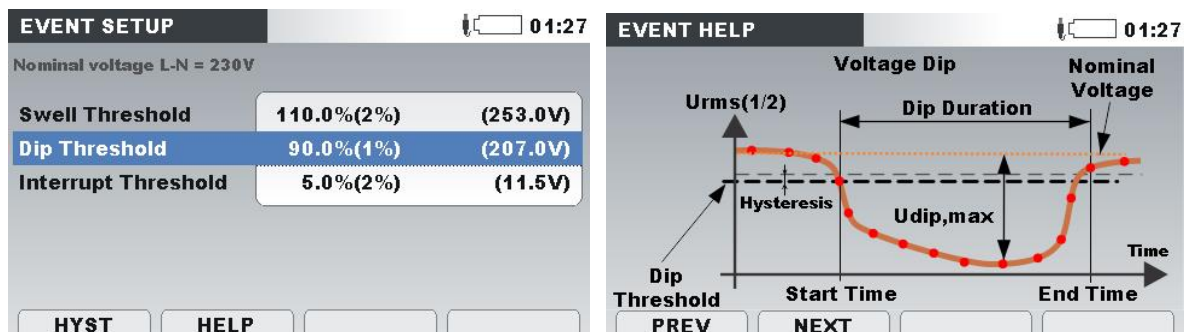 EVENT SETUP
01:27
Nominal voltage L-N = 230V
Swell Threshold 110.0%(2%) (253.0V)
Dip Threshold 90.0%(1%) (207.0V)
Interrupt Threshold 5.0%(2%) (11.5V)
HYST HELP
EVENT HELP
01:27
Voltage Dip
Nominal
Voltage
Urms(1/2)
Dip Duration
Hysteresis
Udip,max
Time
Dip
Threshold
Start Time
End Time
PREV NEXT